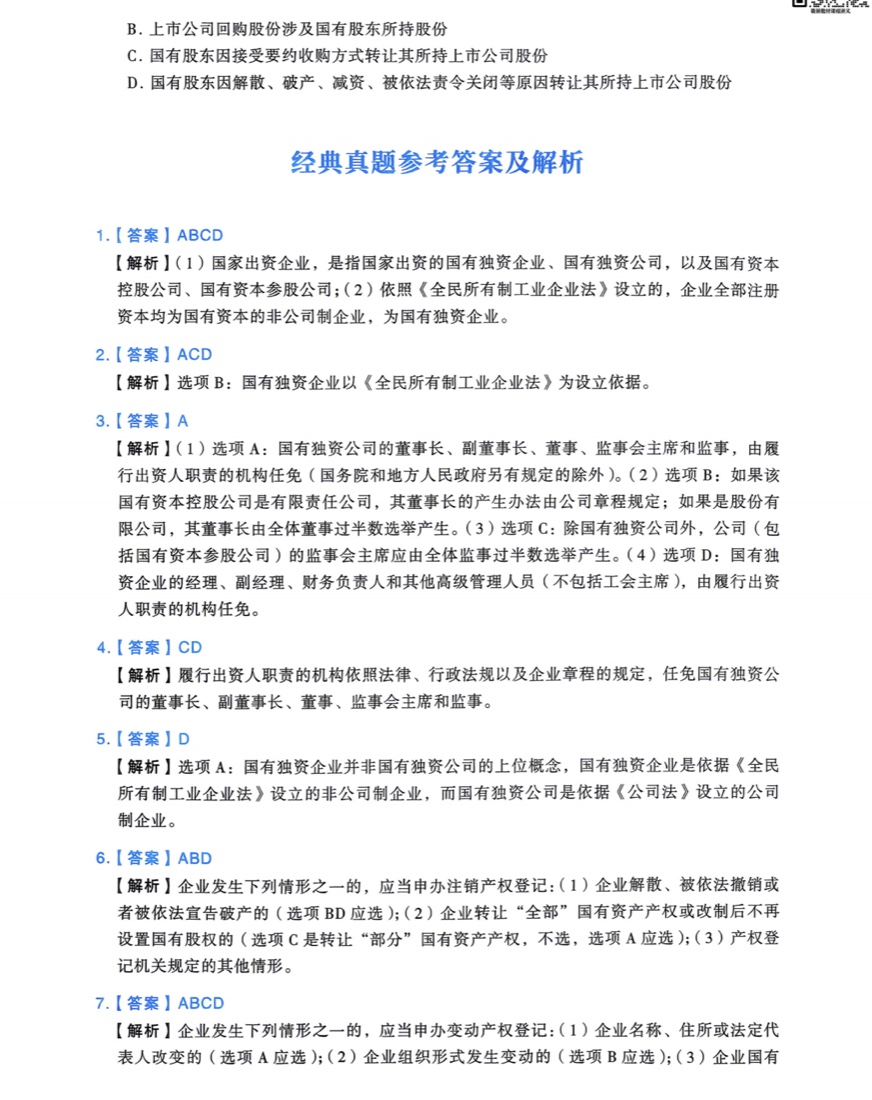 B. 上市公司回购股份涉及国有股东所持股份
C. 国有股东因接受要约收购方式转让其所持上市公司股份
D. 国有股东因解散、破产、减资、被依法责令关闭等原因转让其所持上市公司股份
经典真题参考答案及解析
1.【答案】ABCD
【解析】(1)国家出资企业，是指国家出资的国有独资企业、国有独资公司，以及国有资本
控股公司、国有资本参股公司；(2)依照《全民所有制工业企业法》设立的，企业全部注册
资本均为国有资本的非公司制企业，为国有独资企业。
2.【答案】ACD
【解析】选项 B：国有独资企业以《全民所有制工业企业法》为设立依据。
3.【答案】A
【解析】(1)选项 A：国有独资公司的董事长、副董事长、董事、监事会主席和监事，由履
行出资人职责的机构任免(国务院和地方人民政府另有规定的除外)。(2)选项 B：如果该
国有资本控股公司是有限责任公司，其董事长的产生办法由公司章程规定；如果是股份有
限公司，其董事长由全体董事过半数选举产生。(3)选项 C：除国有独资公司外，公司(包
括国有资本参股公司)的监事会主席应由全体监事过半数选举产生。(4)选项 D：国有独
资企业的经理、副经理、财务负责人和其他高级管理人员(不包括工会主席)，由履行出资
人职责的机构任免。
4.【答案】CD
【解析】履行出资人职责的机构依照法律、行政法规以及企业章程的规定，任免国有独资公
司的董事长、副董事长、董事、监事会主席和监事。
5.【答案】D
【解析】选项 A：国有独资企业并非国有独资公司的上位概念，国有独资企业是依据《全民
所有制工业企业法》设立的非公司制企业，而国有独资公司是依据《公司法》设立的公司
制企业。
6.【答案】ABD
【解析】企业发生下列情形之一的，应当申办注销产权登记：(1)企业解散、被依法撤销或
者被依法宣告破产的(选项 BD 应选)；(2)企业转让“全部”国有资产产权或改制后不再
设置国有股权的(选项 C 是转让“部分”国有资产产权，不选，选项 A 应选)；(3)产权登
记机关规定的其他情形。
7.【答案】ABCD
【解析】企业发生下列情形之一的，应当申办变动产权登记：(1)企业名称、住所或法定代
表人改变的(选项 A 应选)；(2)企业组织形式发生变动的(选项 B 应选)；(3)企业国有